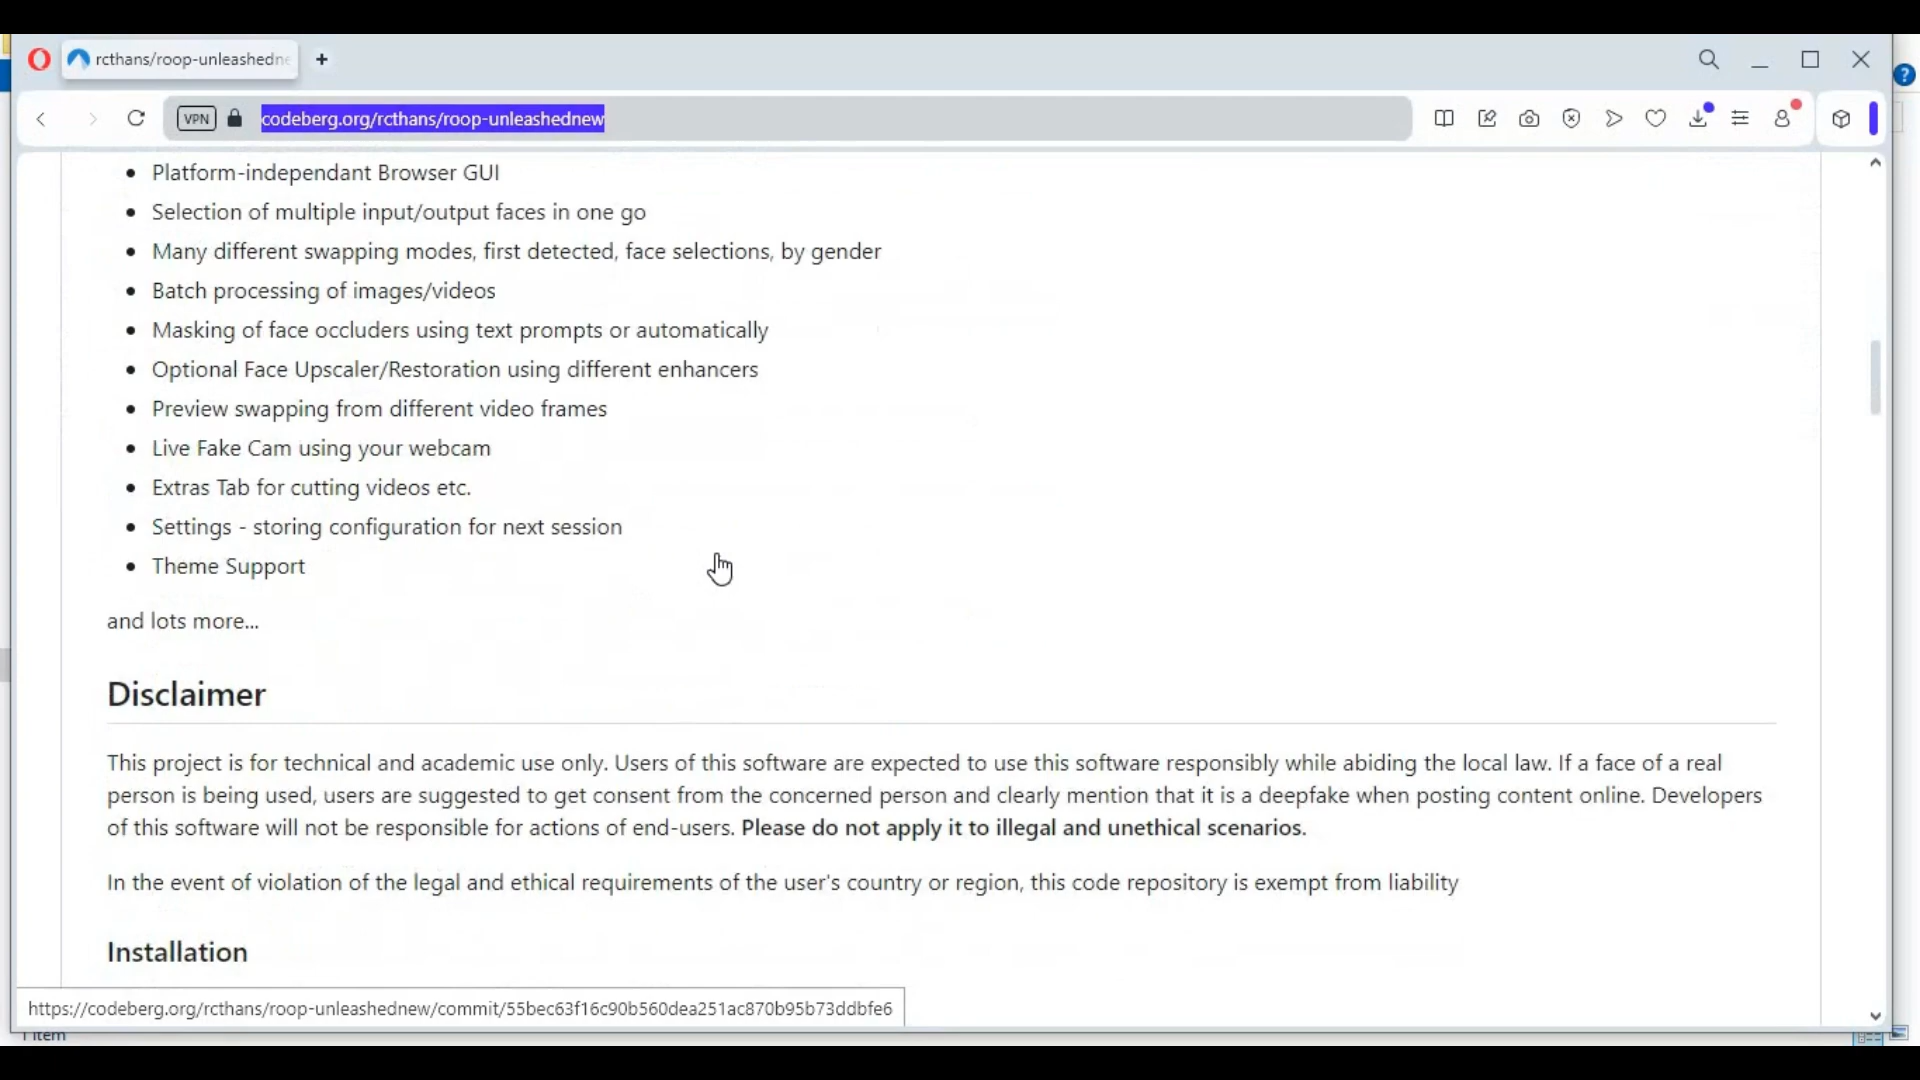 rcthans/roop-unleashedne
VPN
codeberg.org/rcthans/roop-unleashednew
Platform-independant Browser GUI
Selection of multiple input/output faces in one go
Many different swapping modes, first detected, face selections, by gender
Batch processing of images/videos
Masking of face occluders using text prompts or automatically
Optional Face Upscaler/Restoration using different enhancers
Preview swapping from different video frames
Live Fake Cam using your webcam
Extras Tab for cutting videos etc.
Settings - storing configuration for next session
Theme Support
and lots more...
Disclaimer
This project is for technical and academic use only. Users of this software are expected to use this software responsibly while abiding the local law. If a face of a real
person is being used, users are suggested to get consent from the concerned person and clearly mention that it is a deepfake when posting content online. Developers
of this software will not be responsible for actions of end-users. Please do not apply it to illegal and unethical scenarios.
In the event of violation of the legal and ethical requirements of the user's country or region, this code repository is exempt from liability
Installation
https://codeberg.org/rcthans/roop-unleashednew/commit/55bec63f16c90b560dea251ac870b95b73ddbfe6
1 item